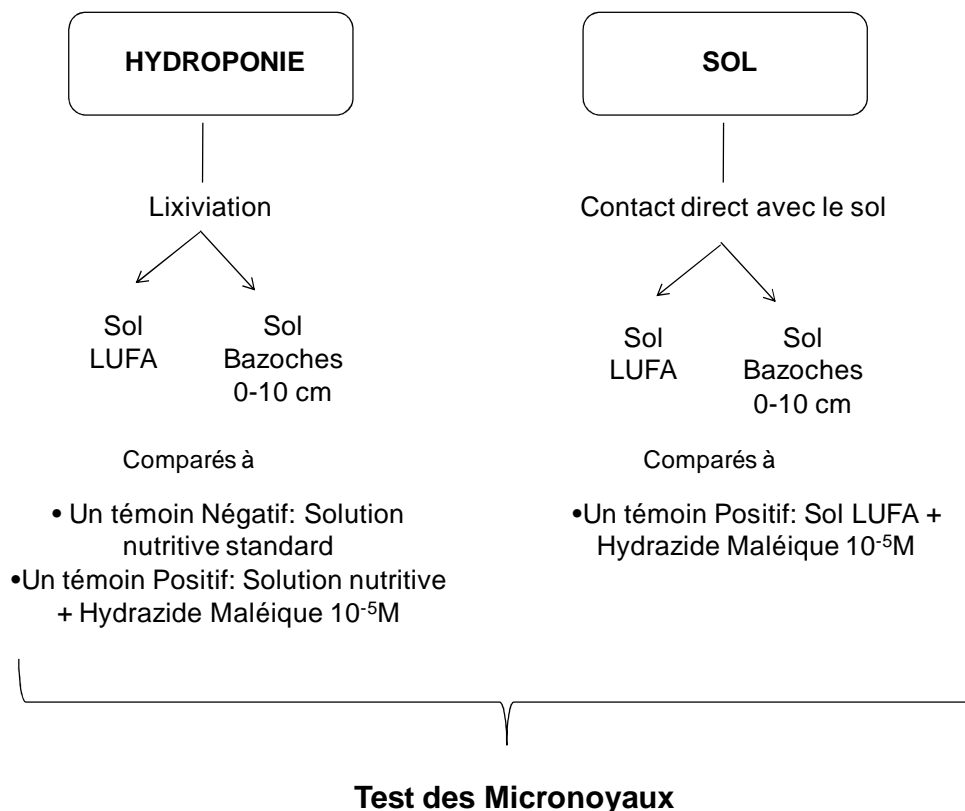 HYDROPONIE
Lixiviation
Sol
LUFA
Sol
Bazoches
0-10 cm
Comparés à
• Un témoin Négatif: Solution
nutritive standard
•Un témoin Positif: Solution nutritive
+ Hydrazide Maléique 10⁻⁵M
SOL
Contact direct avec le sol
Sol
LUFA
Sol
Bazoches
0-10 cm
Comparés à
•Un témoin Positif: Sol LUFA +
Hydrazide Maléique 10⁻⁵M
Test des Micronoyaux